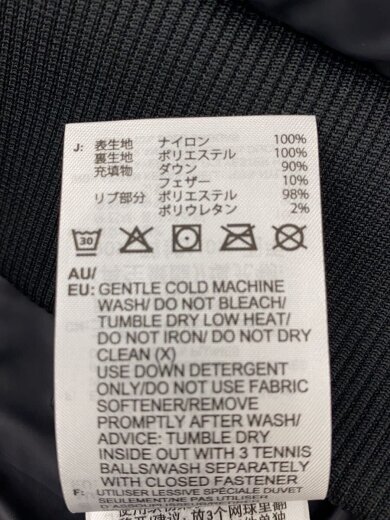 J: 表生地 ナイロン 100%
裏生地 ポリエステル 100%
充填物 ダウン 90%
フェザー 10%
リブ部分 ポリエステル 98%
ポリウレタン 2%
30
AU/
EU: GENTLE COLD MACHINE
WASH/ DO NOT BLEACH/
TUMBLE DRY LOW HEAT/
DO NOT IRON/ DO NOT DRY
CLEAN (X)
USE DOWN DETERGENT
ONLY/DO NOT USE FABRIC
SOFTENER/REMOVE
PROMPTLY AFTER WASH/
ADVICE: TUMBLE DRY
INSIDE OUT WITH 3 TENNIS
BALLS/WASH SEPARATELY
WITH CLOSED FASTENER
F: UTILISER LESSIVE SPÉCIALE DUVET
SEULEMENT/NE PAS UTILISER